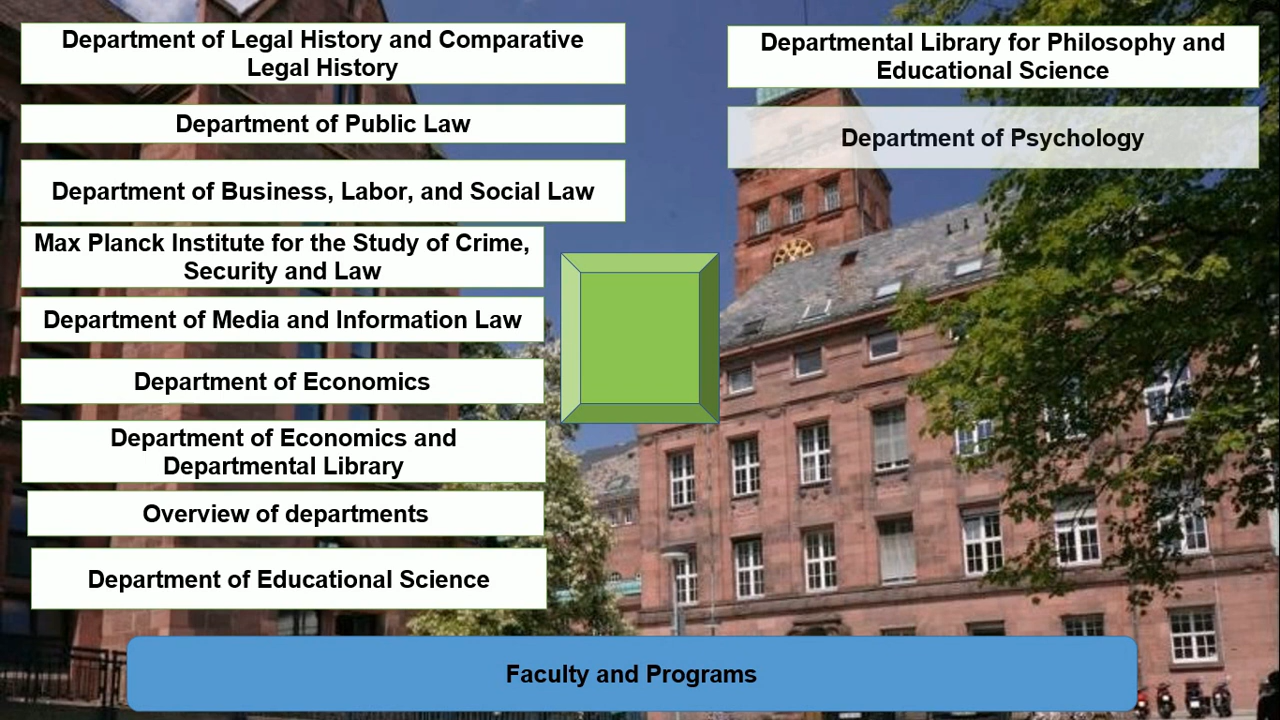 Department of Legal History and Comparative
Legal History
Department of Public Law
Department of Business, Labor, and Social Law
Max Planck Institute for the Study of Crime,
Security and Law
Department of Media and Information Law
Department of Economics
Department of Economics and
Departmental Library
Overview of departments
Department of Educational Science
Departmental Library for Philosophy and
Educational Science
Department of Psychology
Faculty and Programs